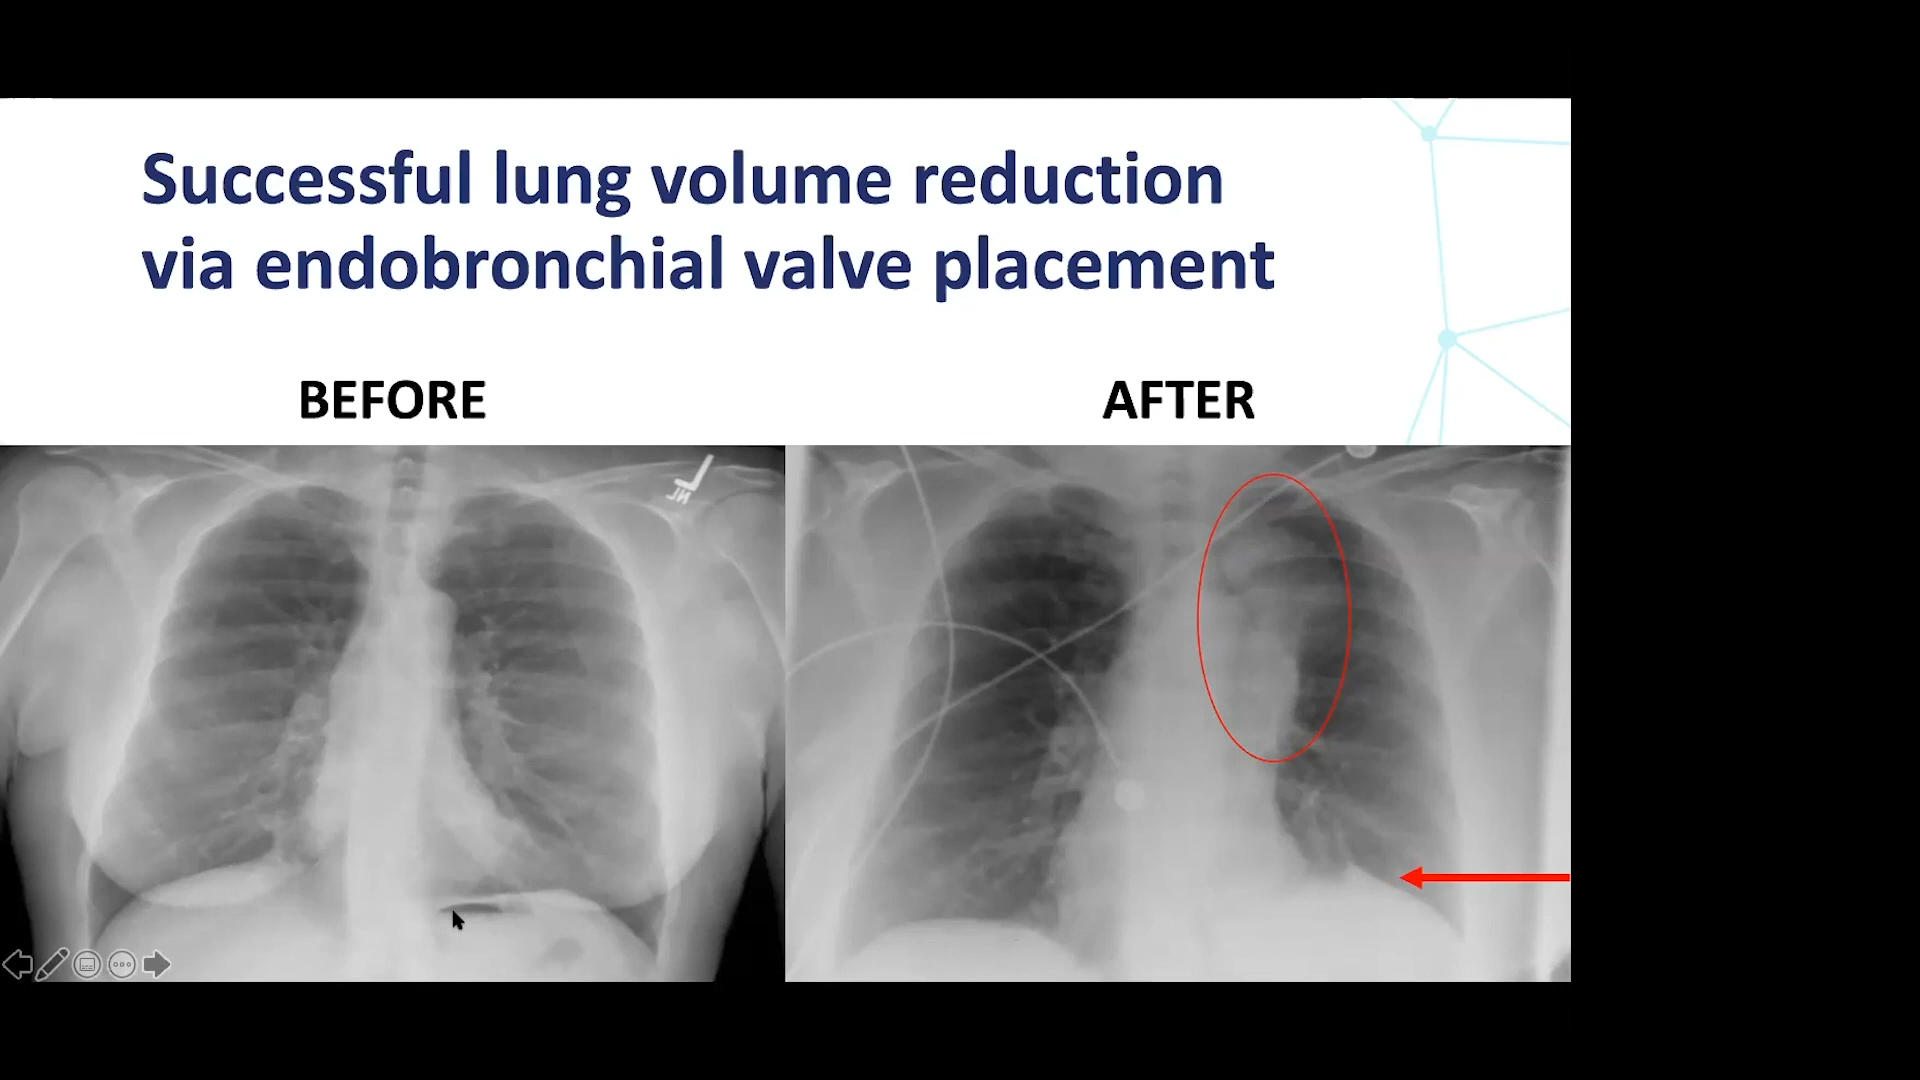 Successful lung volume reduction
via endobronchial valve placement
BEFORE
AFTER
L